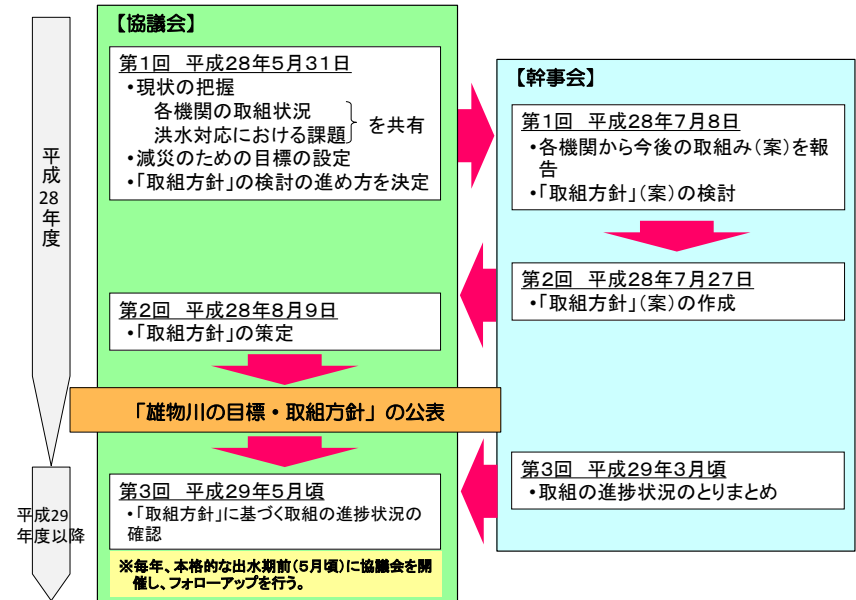 平成28年度
平成29
年度以降
【協議会】
第1回 平成28年5月31日
・現状の把握
各機関の取組状況
洪水対応における課題
を共有
・減災のための目標の設定
・「取組方針」の検討の進め方を決定
【幹事会】
第1回 平成28年7月8日
・各機関から今後の取組み(案)を報
告
・「取組方針」(案)の検討
第2回 平成28年7月27日
・「取組方針」(案)の作成
第2回 平成28年8月9日
・「取組方針」の策定
「雄物川の目標・取組方針」の公表
第3回 平成29年3月頃
・取組の進捗状況のとりまとめ
第3回 平成29年5月頃
・「取組方針」に基づく取組の進捗状況の
確認
※毎年、本格的な出水期前(5月頃)に協議会を開
催し、フォローアップを行う。